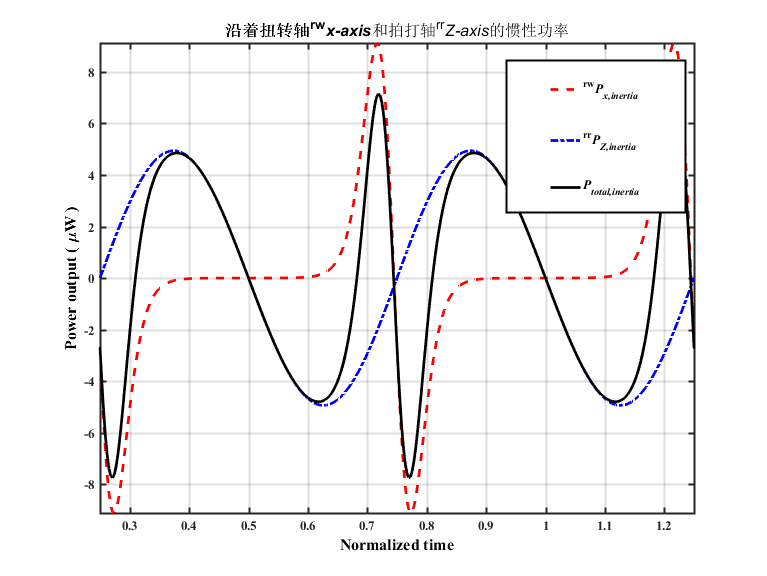 沿着扭转轴rwx-axis和拍打轴rrZ-axis的惯性功率
8
6
4
2
0
-2
-4
-6
-8
Power output ( μW )
rwPx,inertia
rrPZ,inertia
Ptotal,inertia
0.3 0.4 0.5 0.6 0.7 0.8 0.9 1 1.1 1.2
Normalized time